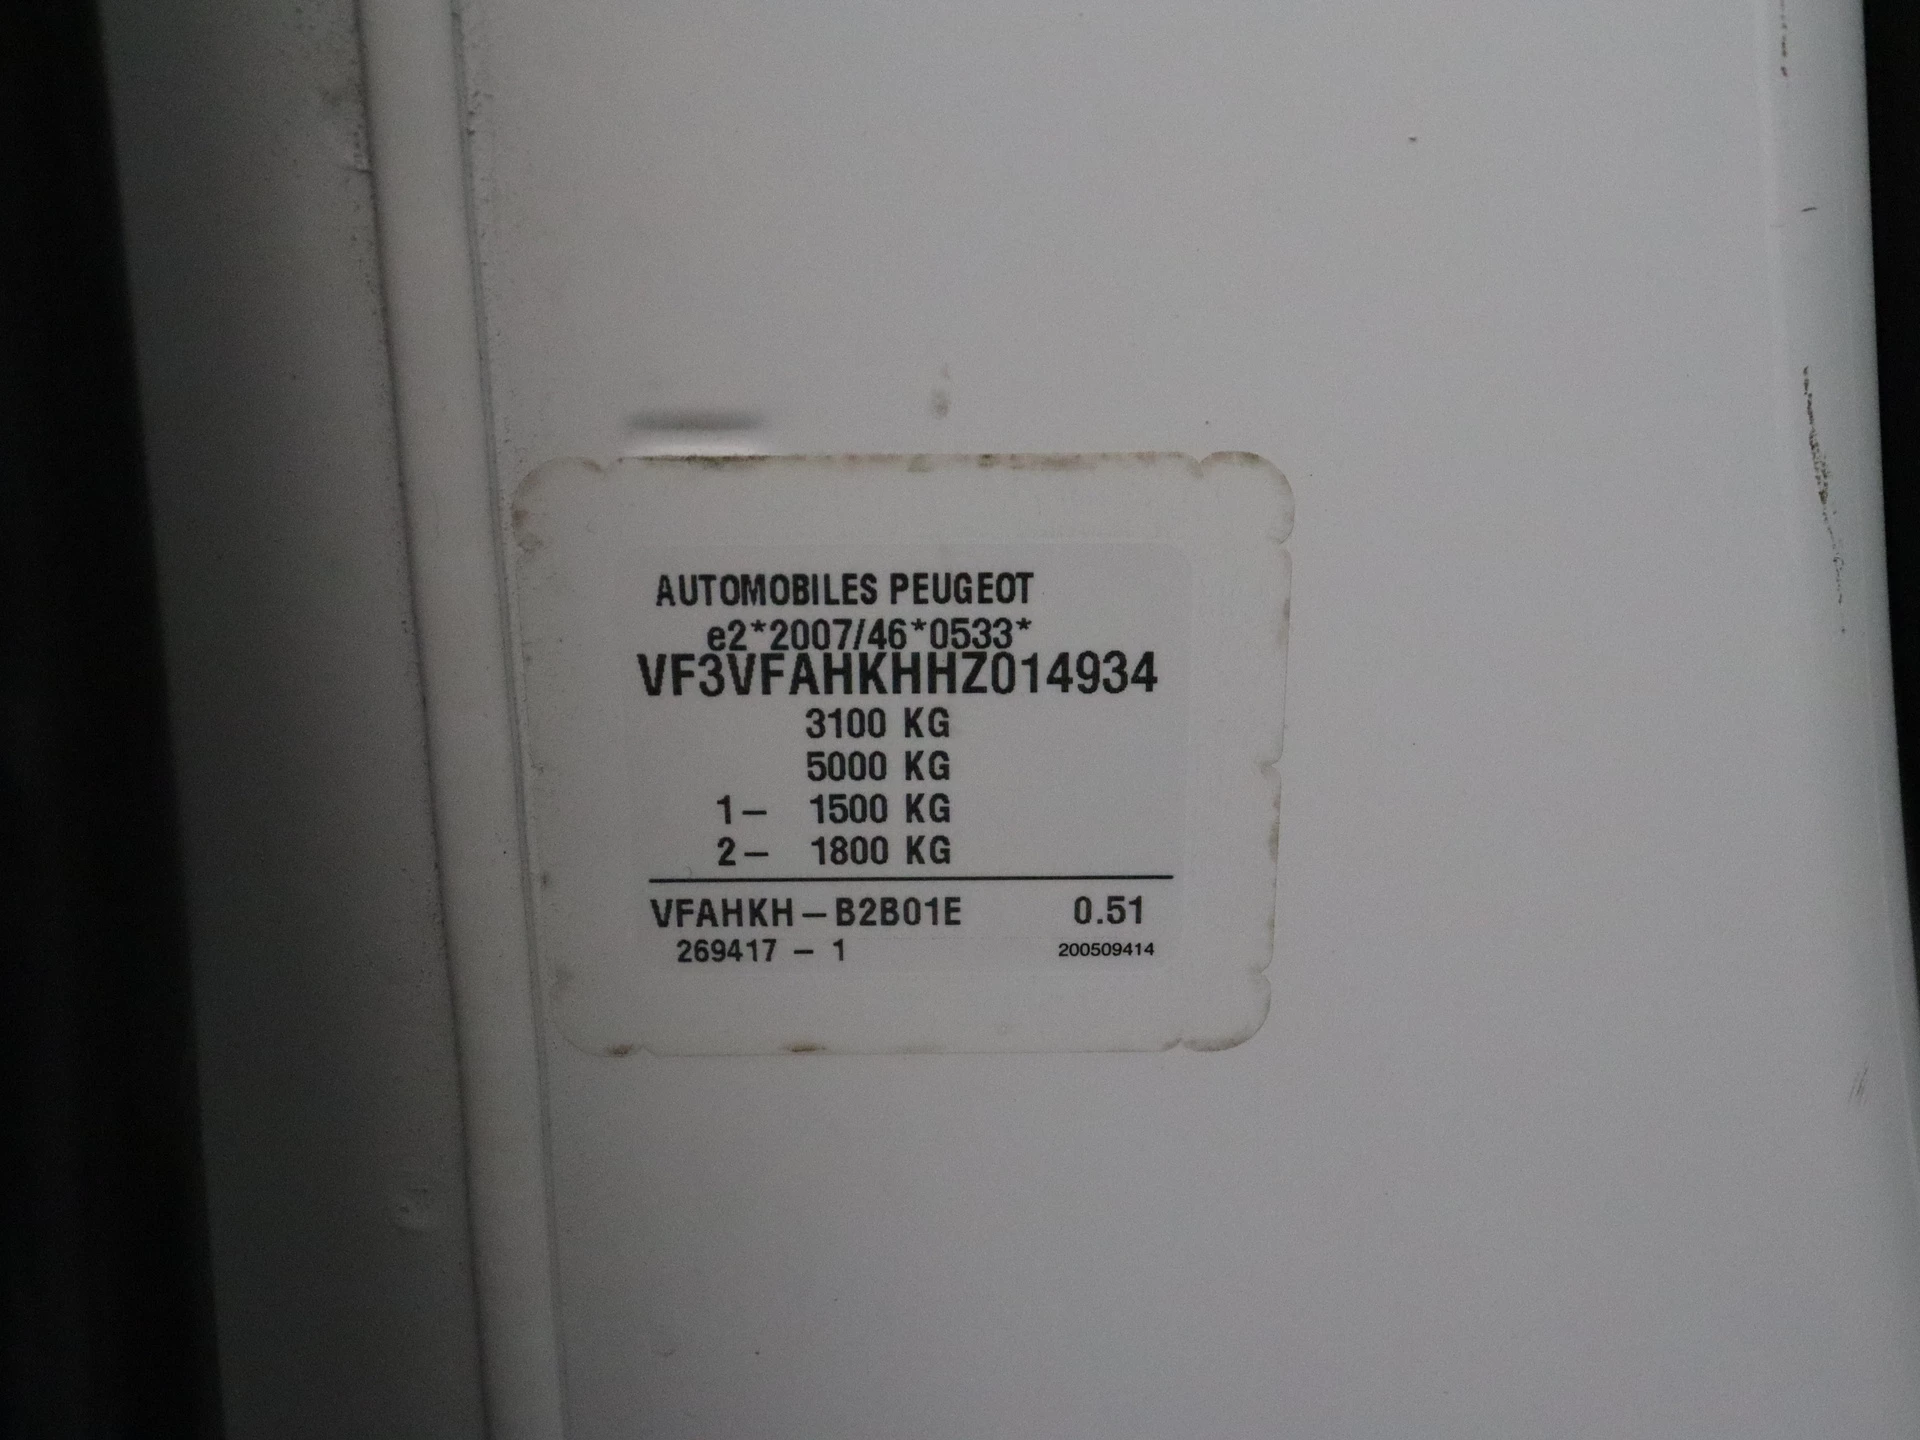 AUTOMOBILES PEUGEOT
e2*2007/46*0533*
VF3VFAHKHHZ014934
3100 KG
5000 KG
1– 1500 KG
2– 1800 KG
VFAHKH–B2B01E 0.51
269417 – 1 200509414